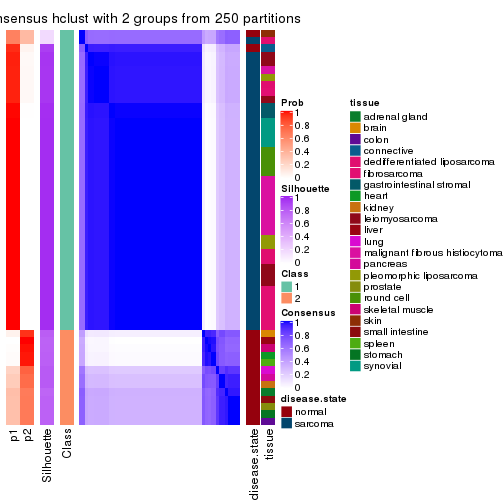 nsensus hclust with 2 groups from 250 partitions
p1
p2
Silhouette
Class
disease.state
tissue
Prob
1
0.8
0.6
0.4
0.2
0
Silhouette
1
0.8
0.6
0.4
0.2
0
Class
1
2
Consensus
1
0.8
0.6
0.4
0.2
0
disease.state
normal
sarcoma
tissue
adrenal gland
brain
colon
connective
dedifferentiated liposarcoma
fibrosarcoma
gastrointestinal stromal
heart
kidney
leiomyosarcoma
liver
lung
malignant fibrous histiocytoma
pancreas
pleomorphic liposarcoma
prostate
round cell
skeletal muscle
skin
small intestine
spleen
stomach
synovial